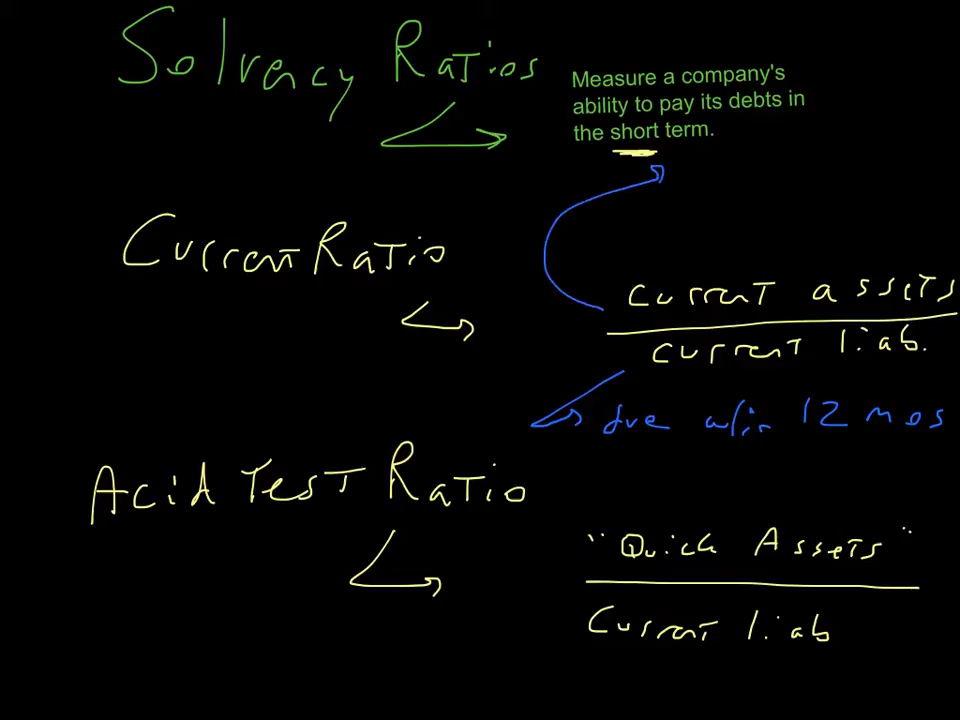 Solvency Ratios
Measure a company's
ability to pay its debts in
the short term.
Current Ratio
current assets
current liab.
due w/in 12 mos
Acid Test Ratio
"Quick Assets"
Current liab